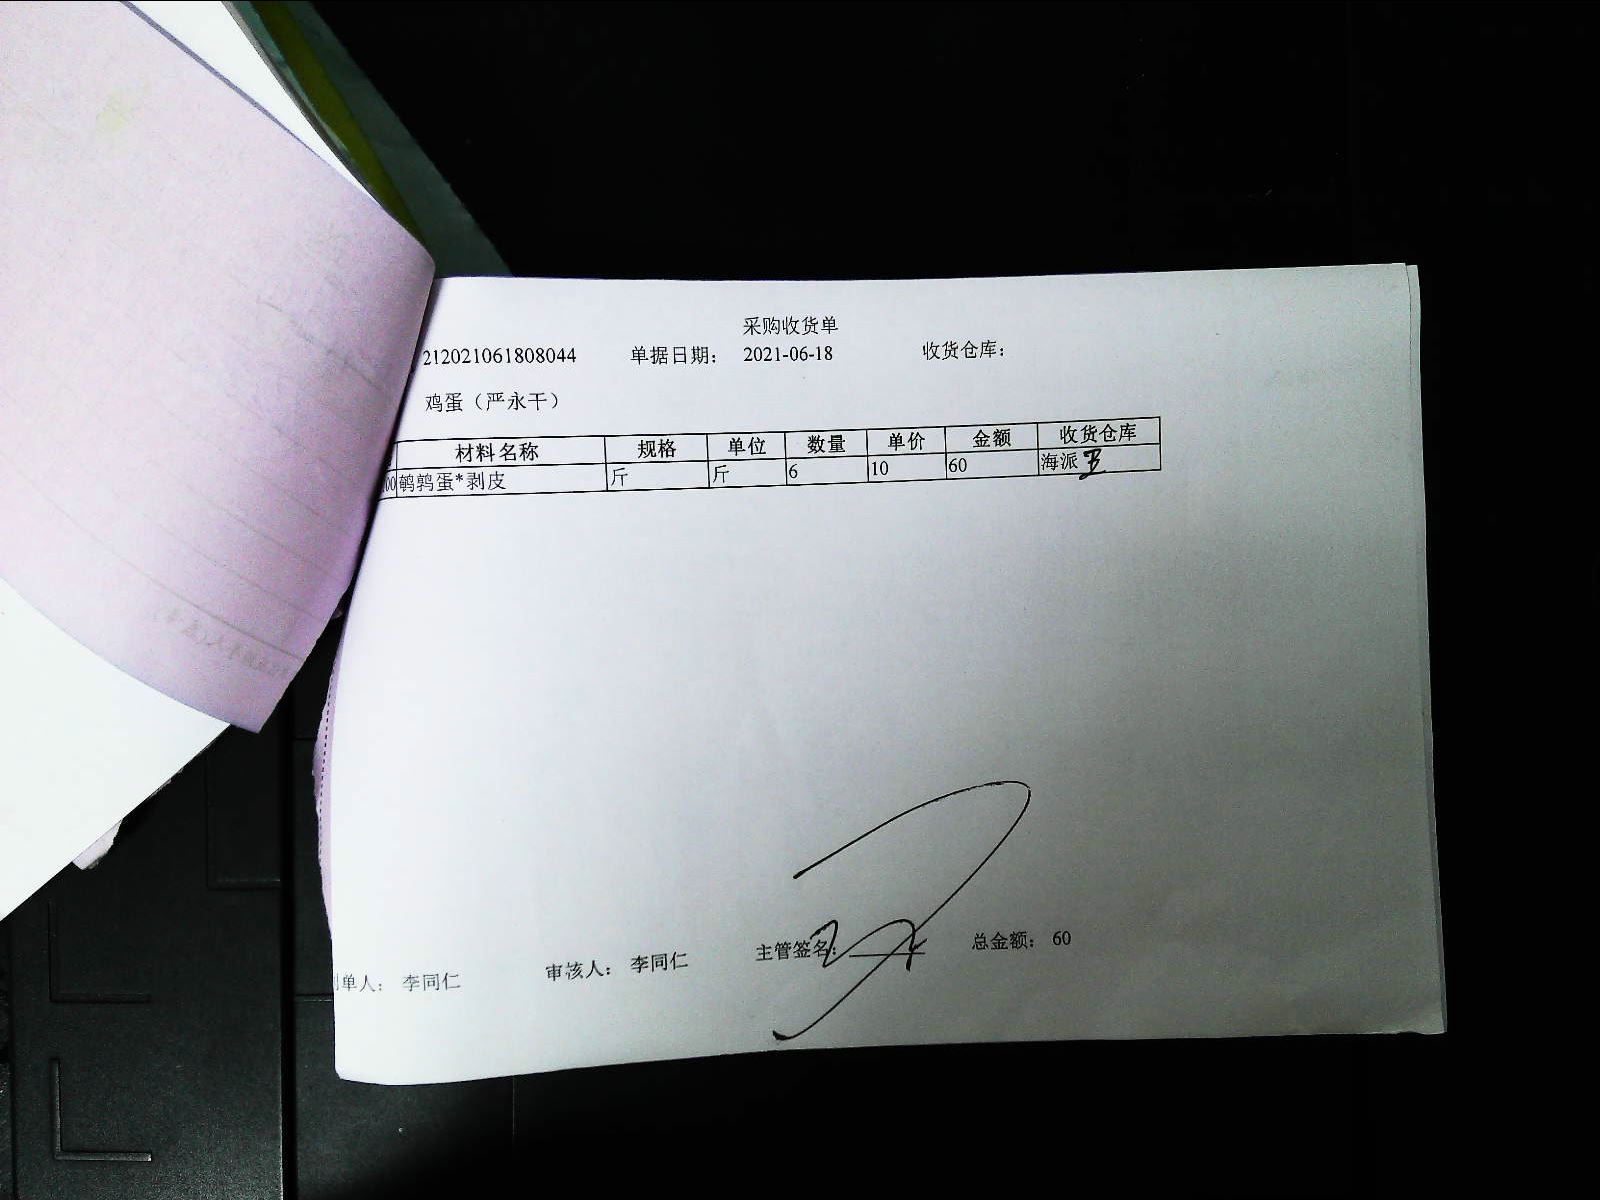 采购收货单
212021061808044 单据日期： 2021-06-18 收货仓库：
鸡蛋（严永干）
材料名称 规格 单位 数量 单价 金额 收货仓库
00 鹌鹑蛋*剥皮 斤 斤 6 10 60 海派
制单人： 李同仁 审该人： 李同仁 主管签名： 总金额： 60